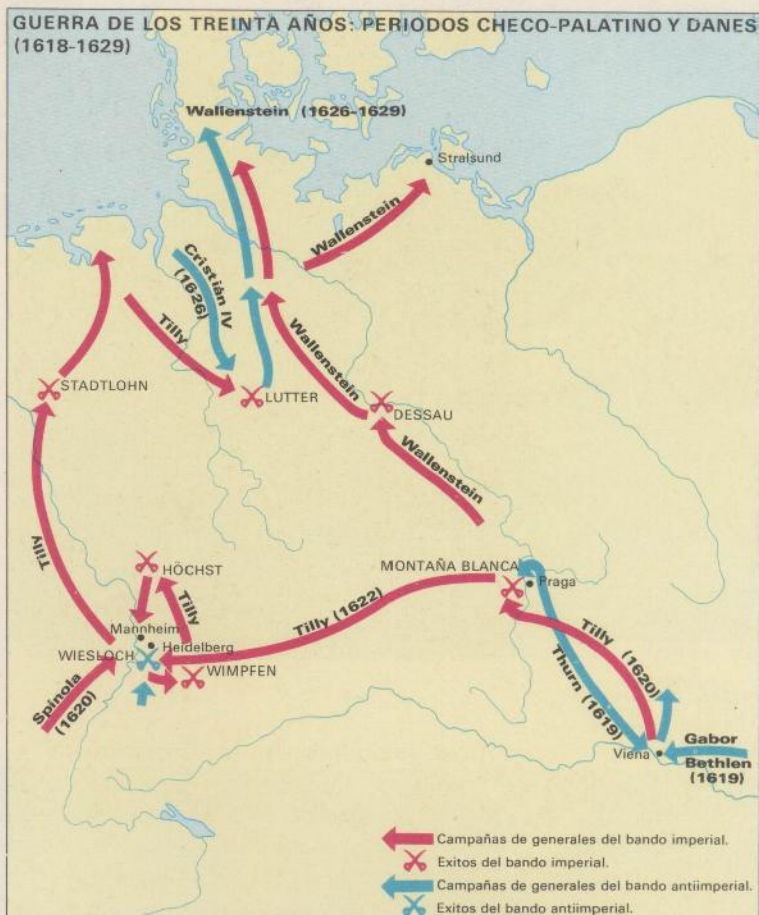 GUERRA DE LOS TREINTA AÑOS: PERIODOS CHECO-PALATINO Y DANES
(1618-1629)
Wallenstein (1626-1629)
Stralsund
Wallenstein
Cristián IV
(1626)
Tilly
Wallenstein
STADTLOHN
LUTTER
DESSAU
Wallenstein
Tilly
HÖCHST
MONTAÑA BLANCA
Praga
Tilly
Tilly (1622)
Mannheim
Heidelberg
WIESLOCH
WIMPFEN
Tilly (1620)
Thurn (1619)
Spinola
(1620)
Viena
Gabor
Bethlen
(1619)
Campañas de generales del bando imperial.
Exitos del bando imperial.
Campañas de generales del bando antiimperial.
Exitos del bando antiimperial.